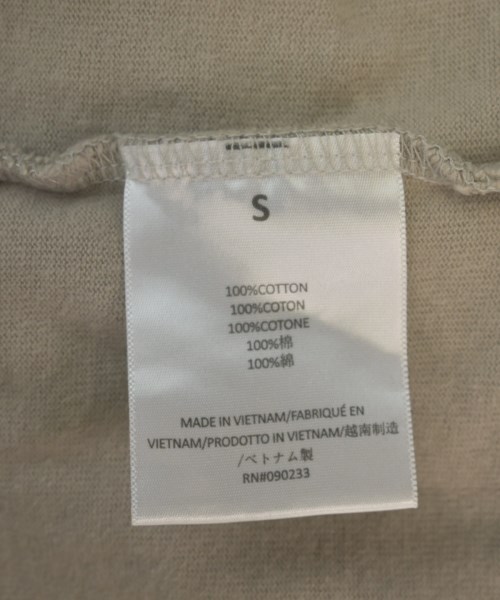 S
100%COTTON
100%COTON
100%COTONE
100%棉
100%綿
MADE IN VIETNAM/FABRIQUÉ EN
VIETNAM/PRODOTTO IN VIETNAM/越南制造
/ベトナム製
RN#090233